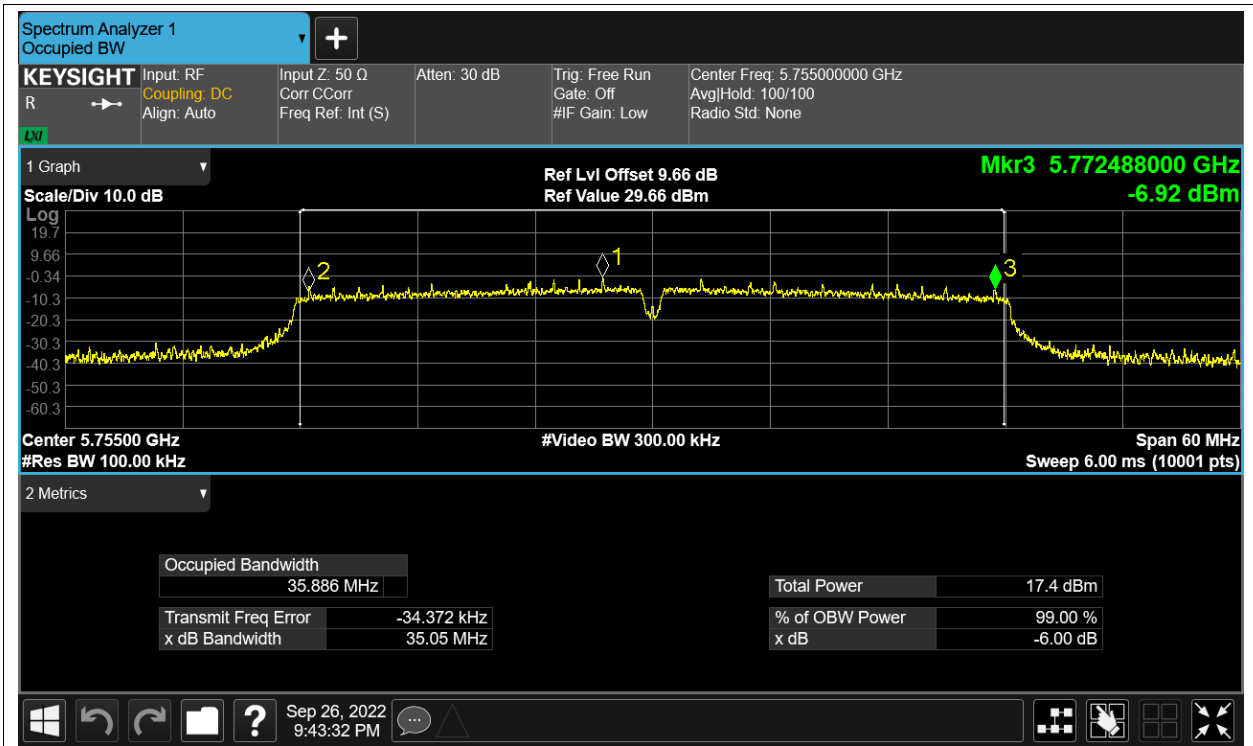 Spectrum Analyzer 1
Occupied BW
KEYSIGHT
R
LXI
Input: RF
Coupling: DC
Align: Auto
Input Z: 50 Ω
Corr CCorr
Freq Ref: Int (S)
Atten: 30 dB
Trig: Free Run
Gate: Off
#IF Gain: Low
Center Freq: 5.755000000 GHz
Avg|Hold: 100/100
Radio Std: None
1 Graph
Scale/Div 10.0 dB
Ref Lvl Offset 9.66 dB
Ref Value 29.66 dBm
Mkr3 5.772488000 GHz
-6.92 dBm
Log
19.7
9.66
-0.34
-10.3
-20.3
-30.3
-40.3
-50.3
-60.3
2
1
3
Center 5.75500 GHz
#Video BW 300.00 kHz
Span 60 MHz
#Res BW 100.00 kHz
Sweep 6.00 ms (10001 pts)
2 Metrics
Occupied Bandwidth
35.886 MHz
Transmit Freq Error -34.372 kHz
x dB Bandwidth 35.05 MHz
Total Power 17.4 dBm
% of OBW Power 99.00 %
x dB -6.00 dB
?
Sep 26, 2022
9:43:32 PM